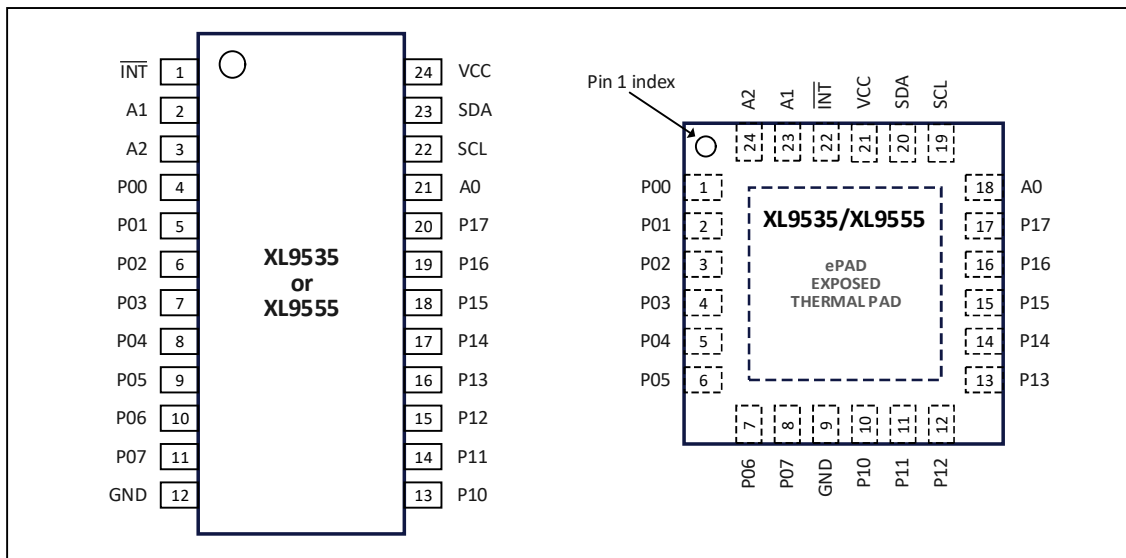 INT 1 24 VCC
A1 2 23 SDA
A2 3 22 SCL
P00 4 21 A0
P01 5 20 P17
P02 6 19 P16
P03 7 18 P15
P04 8 17 P14
P05 9 16 P13
P06 10 15 P12
P07 11 14 P11
GND 12 13 P10
XL9535
or
XL9555
Pin 1 index
A2 A1 INT VCC SDA SCL
24 23 22 21 20 19
P00 1 18 A0
P01 2 17 P17
P02 3 16 P16
P03 4 15 P15
P04 5 14 P14
P05 6 13 P13
XL9535/XL9555
ePAD
EXPOSED
THERMAL PAD
7 8 9 10 11 12
P06 P07 GND P10 P11 P12